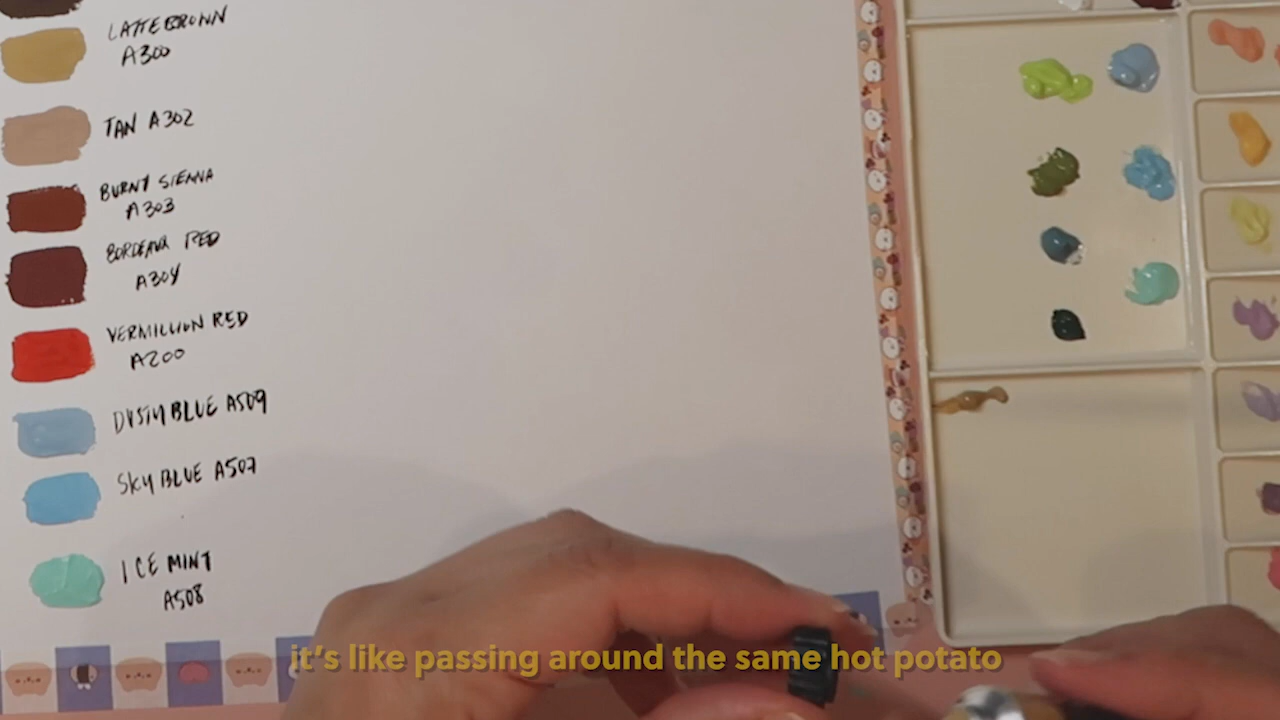 LATTE BROWN
A300
TAN A302
BURNT SIENNA
A303
BORDEAUX RED
A304
VERMILLION RED
A200
DUSTY BLUE A509
SKY BLUE A507
ICE MINT
A508
it's like passing around the same hot potato